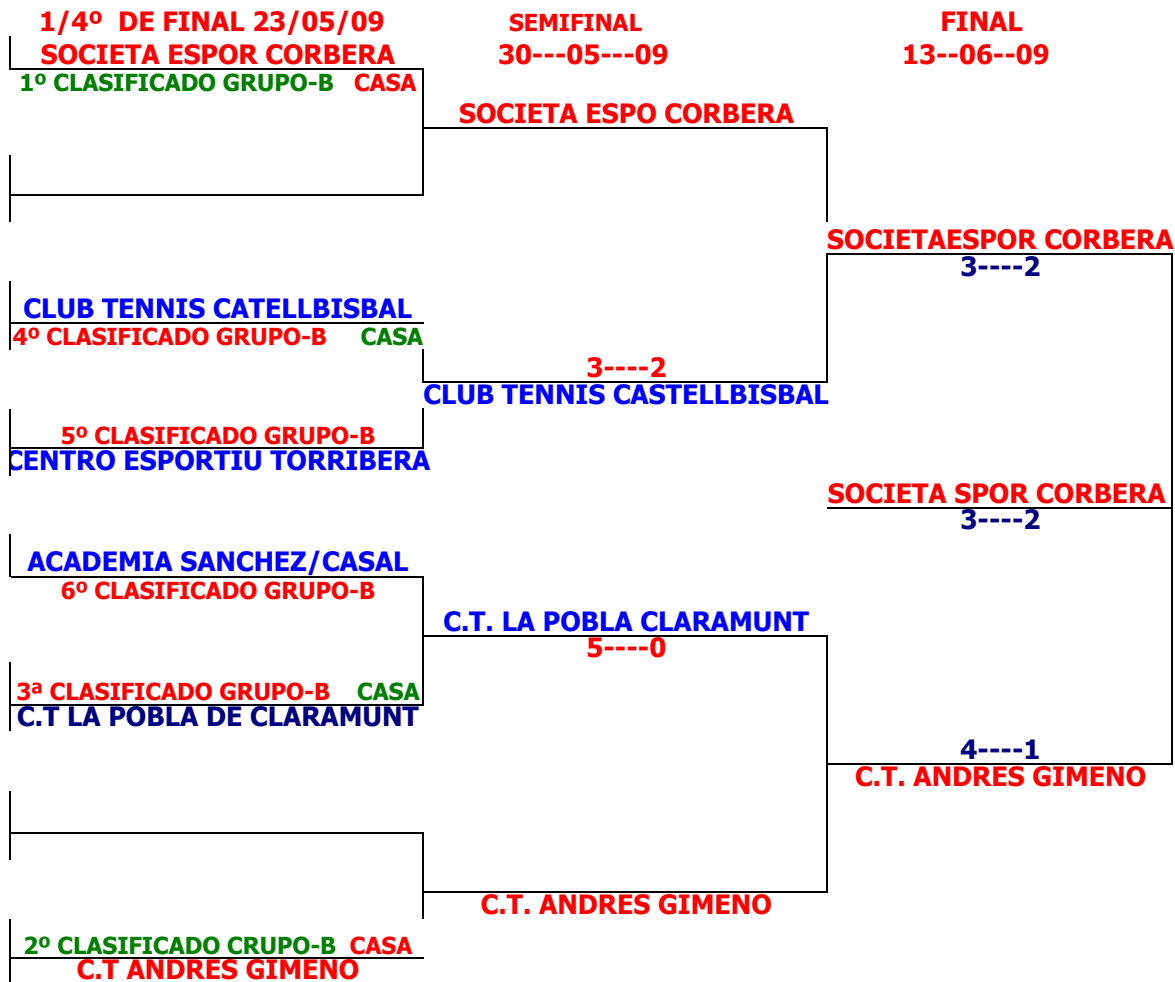 1/4º DE FINAL 23/05/09
SEMIFINAL
FINAL
SOCIETA ESPOR CORBERA
30---05---09
13--06--09
1º CLASIFICADO GRUPO-B CASA
SOCIETA ESPO CORBERA
SOCIETAESPOR CORBERA
3----2
CLUB TENNIS CATELLBISBAL
4º CLASIFICADO GRUPO-B CASA
3----2
CLUB TENNIS CASTELLBISBAL
5º CLASIFICADO GRUPO-B
CENTRO ESPORTIU TORRIBERA
SOCIETA SPOR CORBERA
3----2
ACADEMIA SANCHEZ/CASAL
6º CLASIFICADO GRUPO-B
C.T. LA POBLA CLARAMUNT
5----0
3ª CLASIFICADO GRUPO-B CASA
C.T LA POBLA DE CLARAMUNT
4----1
C.T. ANDRES GIMENO
C.T. ANDRES GIMENO
2º CLASIFICADO CRUPO-B CASA
C.T ANDRES GIMENO